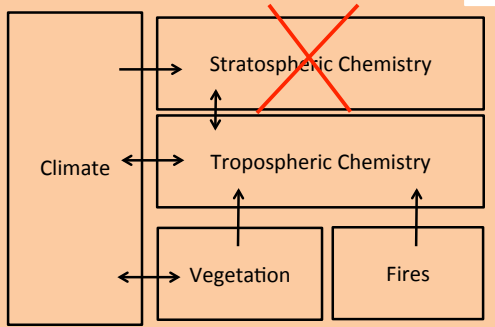 Stratospheric Chemistry
Climate
Tropospheric Chemistry
Vegetation
Fires